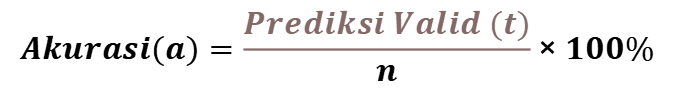 Akurasi(a) = Prediksi Valid (t) / n × 100%